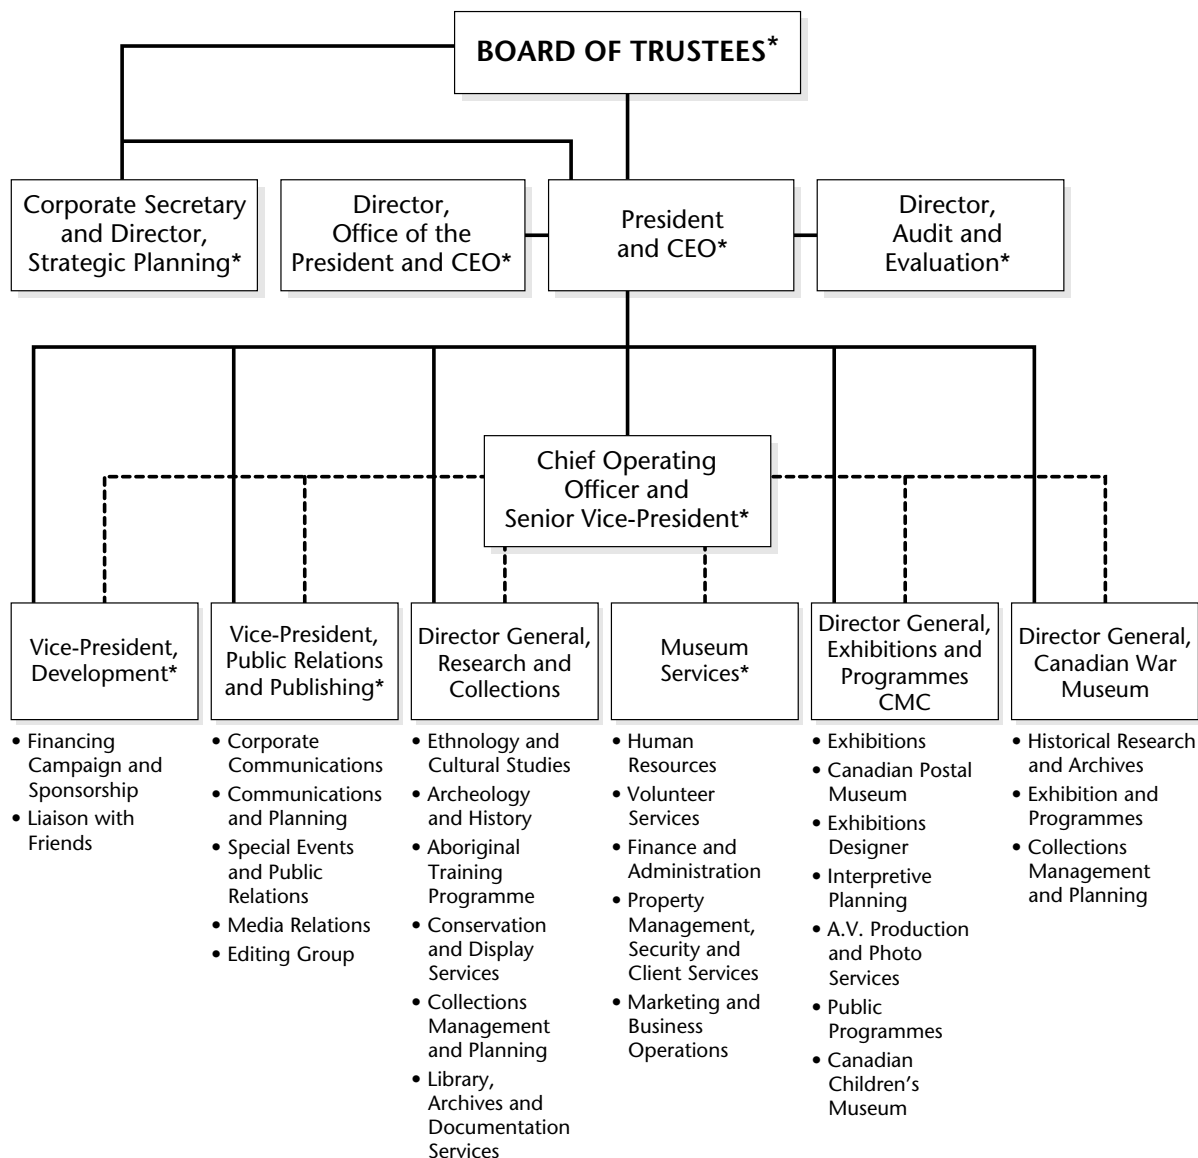 BOARD OF TRUSTEES*
Corporate Secretary
and Director,
Strategic Planning*
Director,
Office of the
President and CEO*
President
and CEO*
Director,
Audit and
Evaluation*
Chief Operating
Officer and
Senior Vice-President*
Vice-President,
Development*
• Financing
Campaign and
Sponsorship
• Liaison with
Friends
Vice-President,
Public Relations
and Publishing*
• Corporate
Communications
• Communications
and Planning
• Special Events
and Public
Relations
• Media Relations
• Editing Group
Director General,
Research and
Collections
• Ethnology and
Cultural Studies
• Archeology
and History
• Aboriginal
Training
Programme
• Conservation
and Display
Services
• Collections
Management
and Planning
• Library,
Archives and
Documentation
Services
Museum
Services*
• Human
Resources
• Volunteer
Services
• Finance and
Administration
• Property
Management,
Security and
Client Services
• Marketing and
Business
Operations
Director General,
Exhibitions and
Programmes
CMC
• Exhibitions
• Canadian Postal
Museum
• Exhibitions
Designer
• Interpretive
Planning
• A.V. Production
and Photo
Services
• Public
Programmes
• Canadian
Children's
Museum
Director General,
Canadian War
Museum
• Historical Research
and Archives
• Exhibition and
Programmes
• Collections
Management
and Planning